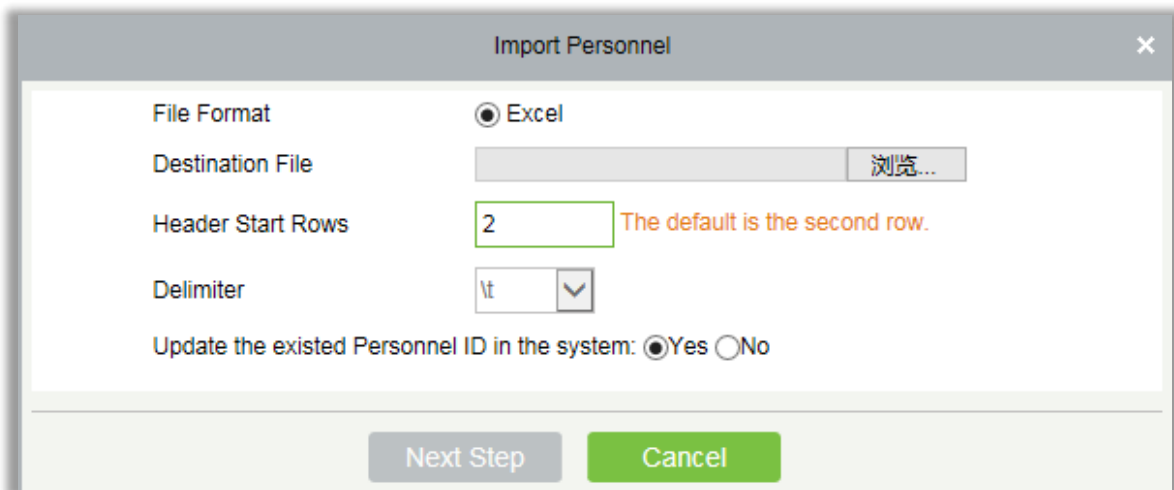 Import Personnel
File Format Excel
Destination File 浏览...
Header Start Rows 2 The default is the second row.
Delimiter \t
Update the existed Personnel ID in the system: Yes No
Next Step Cancel